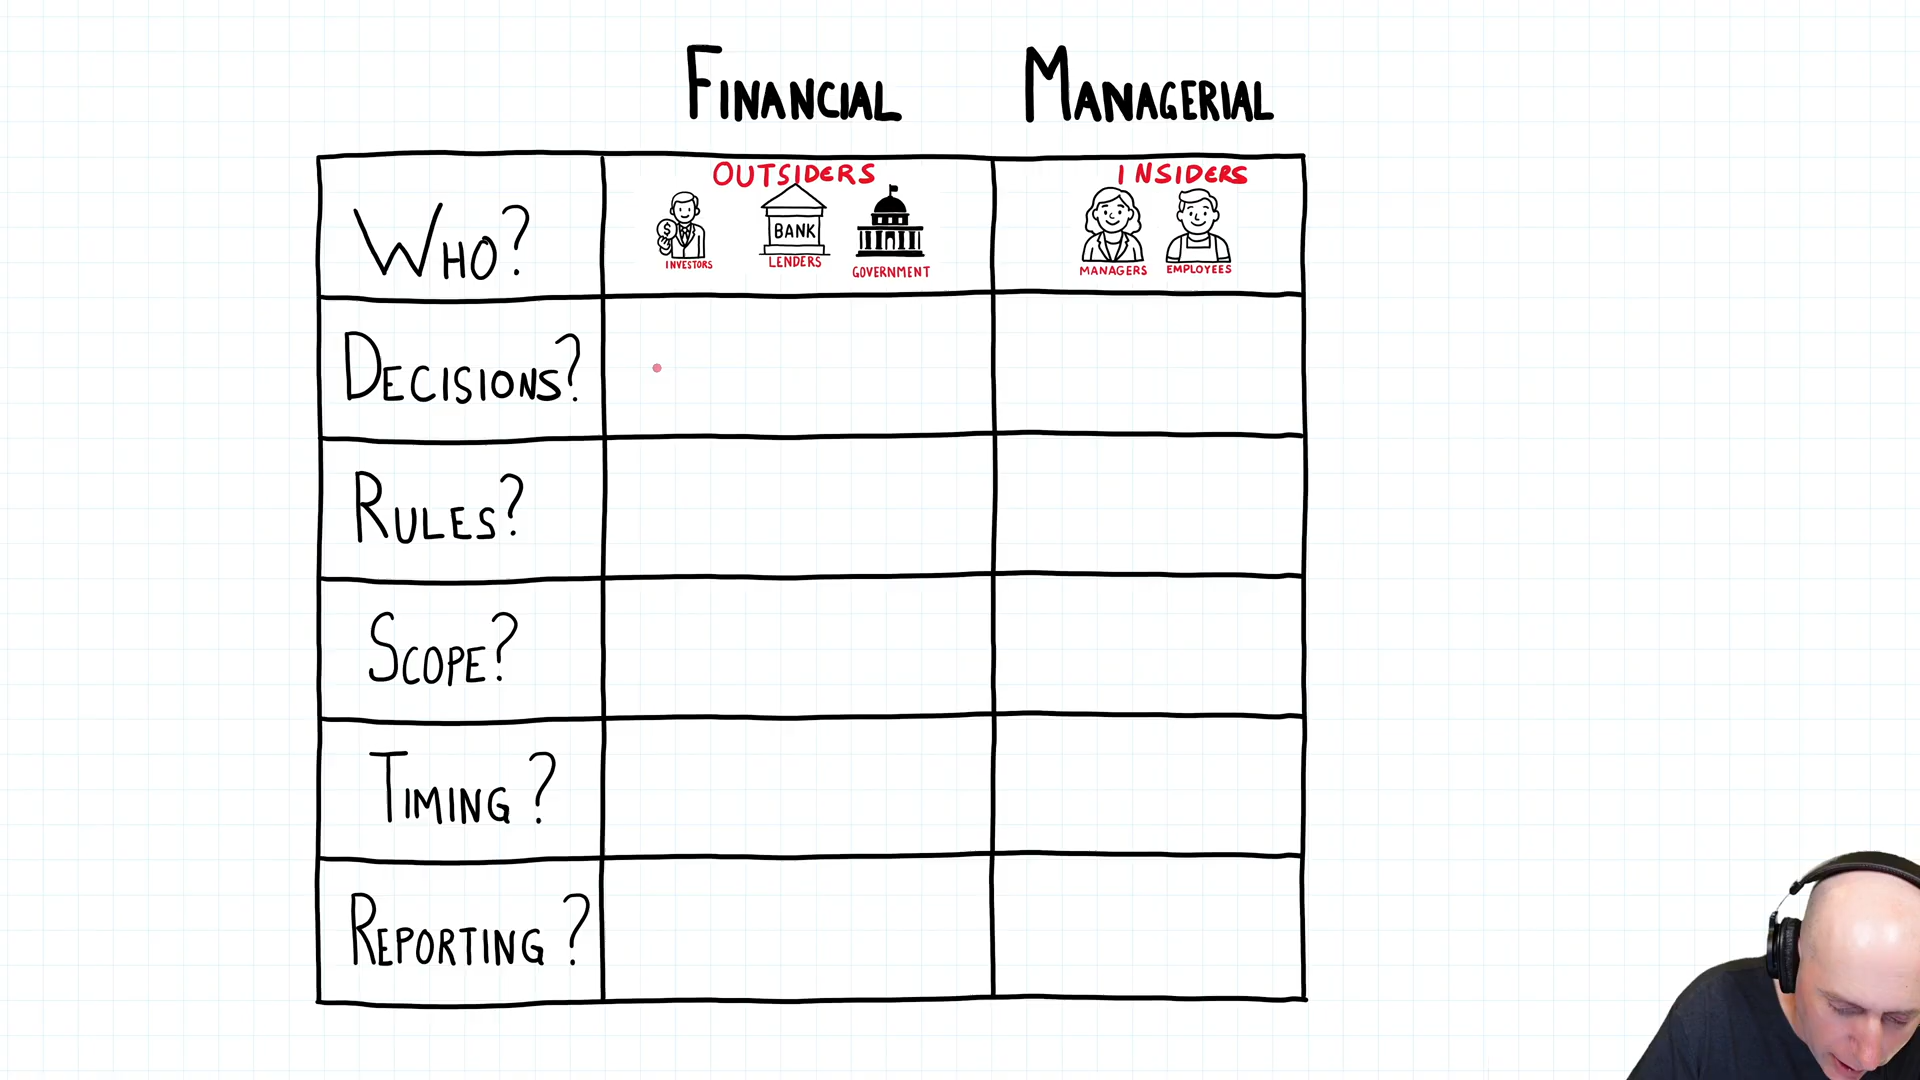 FINANCIAL MANAGERIAL
WHO?
OUTSIDERS
$
INVESTORS
BANK
LENDERS
GOVERNMENT
INSIDERS
MANAGERS
EMPLOYEES
DECISIONS?
RULES?
SCOPE?
TIMING?
REPORTING?